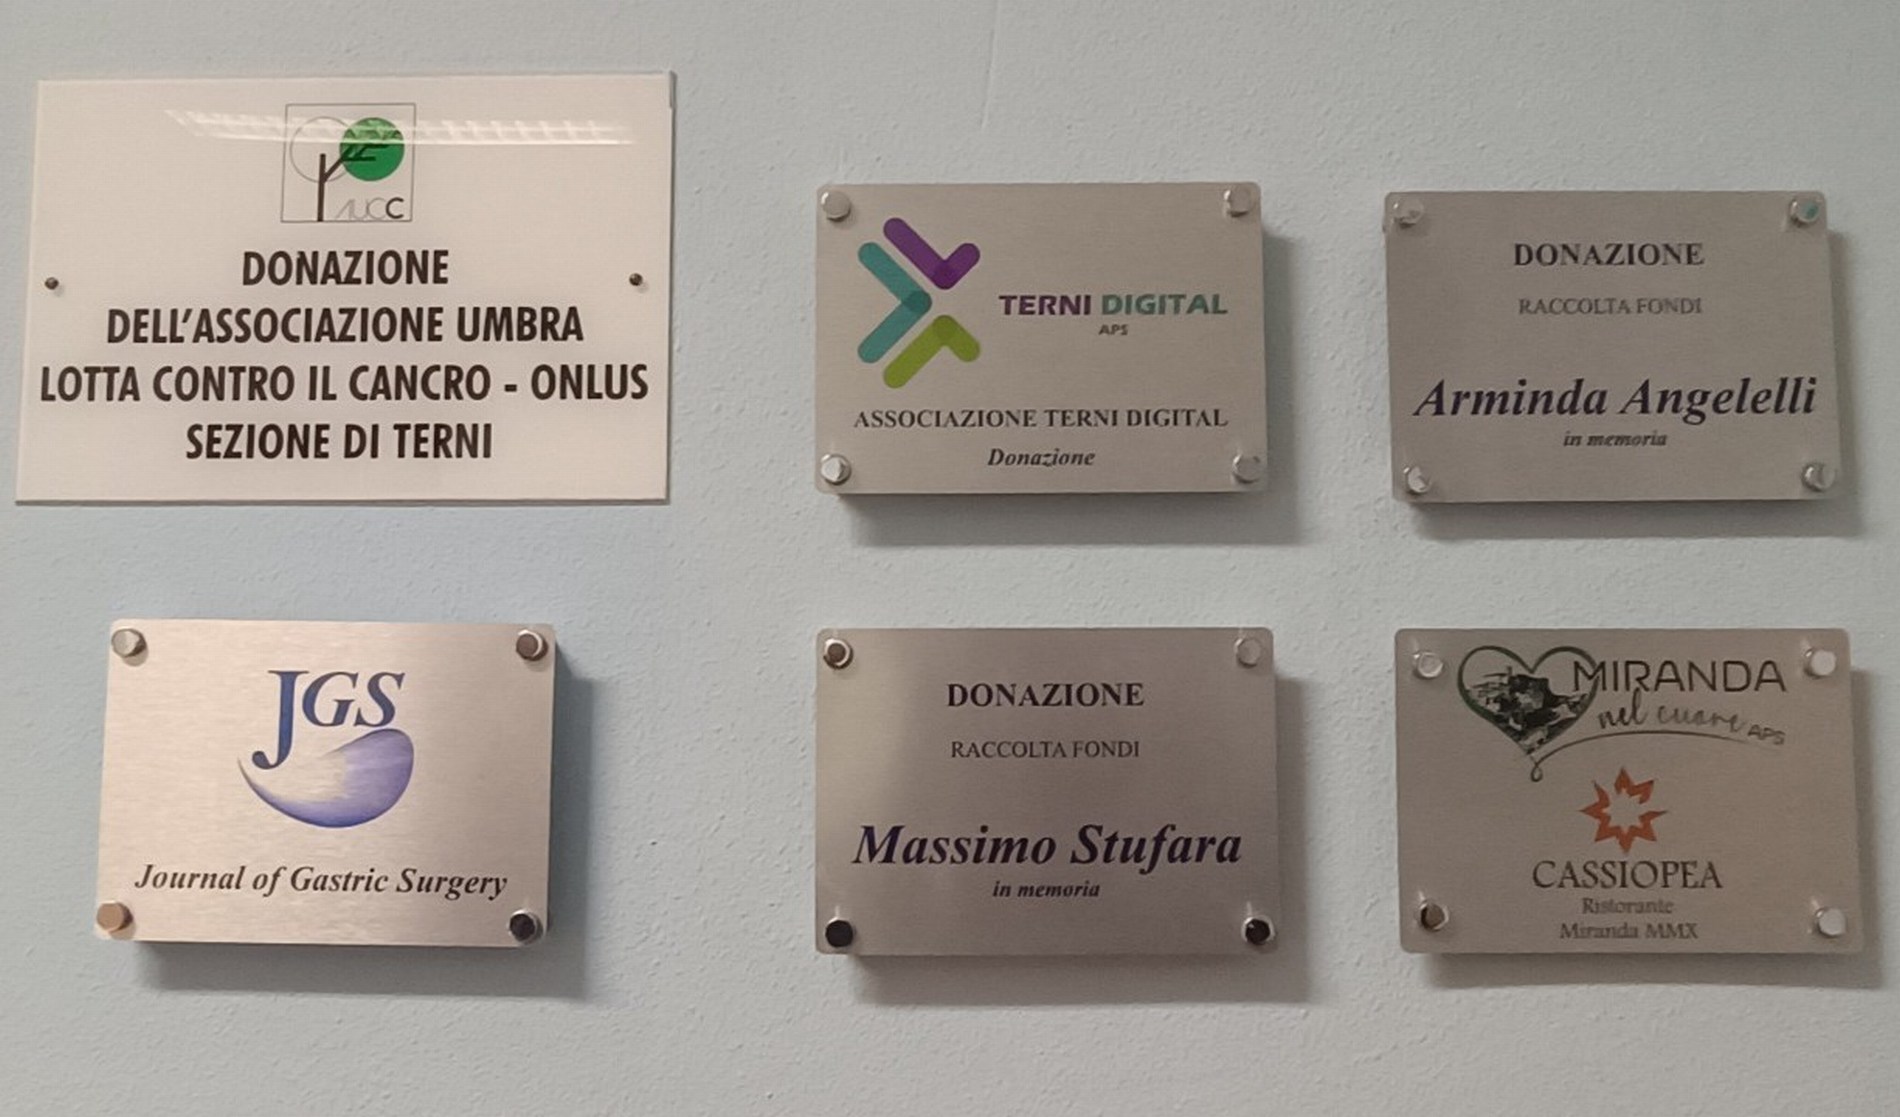 AUCC
DONAZIONE
DELL'ASSOCIAZIONE UMBRA
LOTTA CONTRO IL CANCRO - ONLUS
SEZIONE DI TERNI
TERNI DIGITAL
APS
ASSOCIAZIONE TERNI DIGITAL
Donazione
DONAZIONE
RACCOLTA FONDI
Arminda Angelelli
in memoria
JGS
Journal of Gastric Surgery
DONAZIONE
RACCOLTA FONDI
Massimo Stufara
in memoria
MIRANDA
nel cuore APS
CASSIOPEA
Ristorante
Miranda MMX